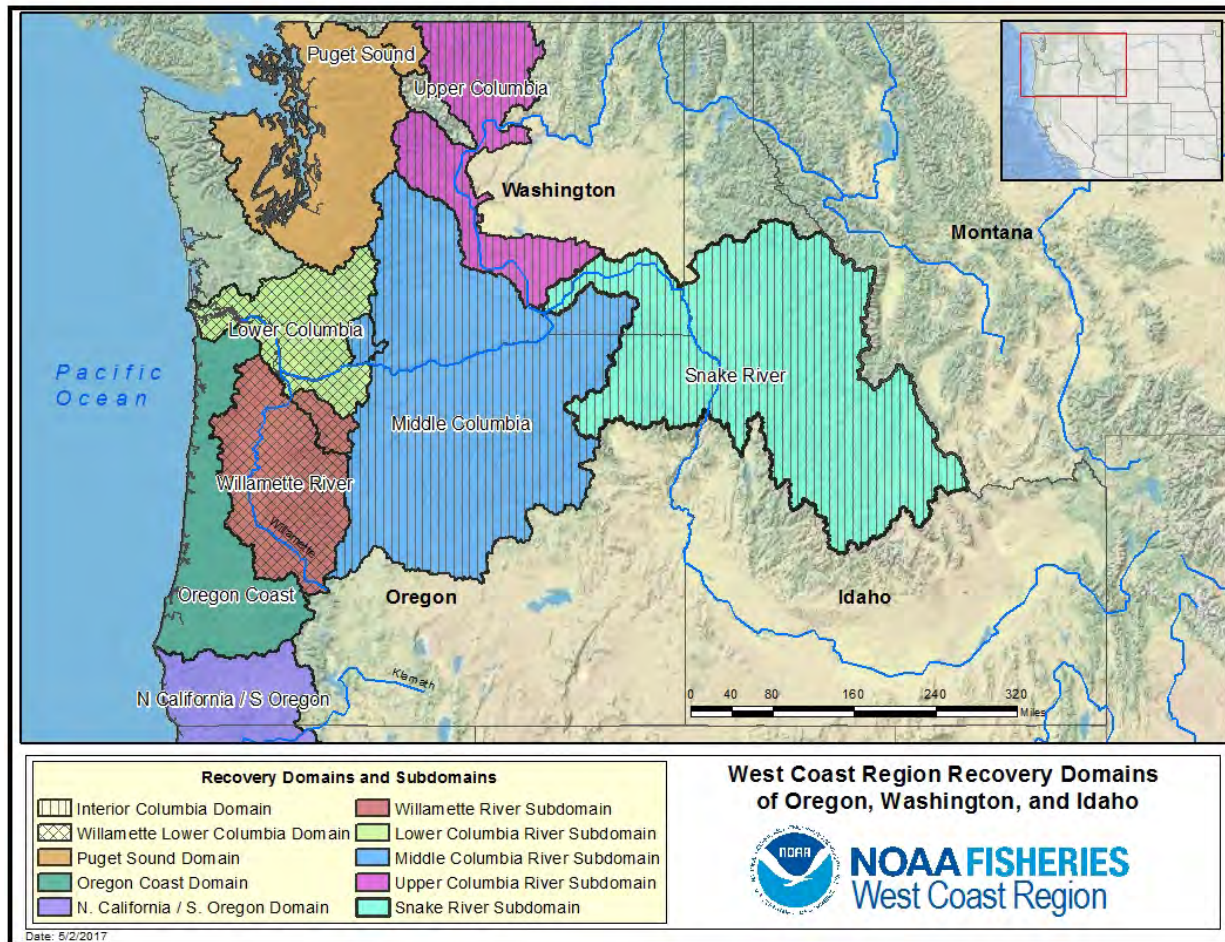 Puget Sound
Upper Columbia
Washington
Montana
Lower Columbia
Pacific
Ocean
Snake River
Middle Columbia
Willamette River
Willamette
Oregon Coast
Oregon
Idaho
Klamath
N California / S Oregon
0 40 80 160 240 320
Miles
Recovery Domains and Subdomains
Interior Columbia Domain
Willamette Lower Columbia Domain
Puget Sound Domain
Oregon Coast Domain
N. California / S. Oregon Domain
Willamette River Subdomain
Lower Columbia River Subdomain
Middle Columbia River Subdomain
Upper Columbia River Subdomain
Snake River Subdomain
West Coast Region Recovery Domains
of Oregon, Washington, and Idaho
NOAA
NOAA FISHERIES
West Coast Region
Date: 5/2/2017